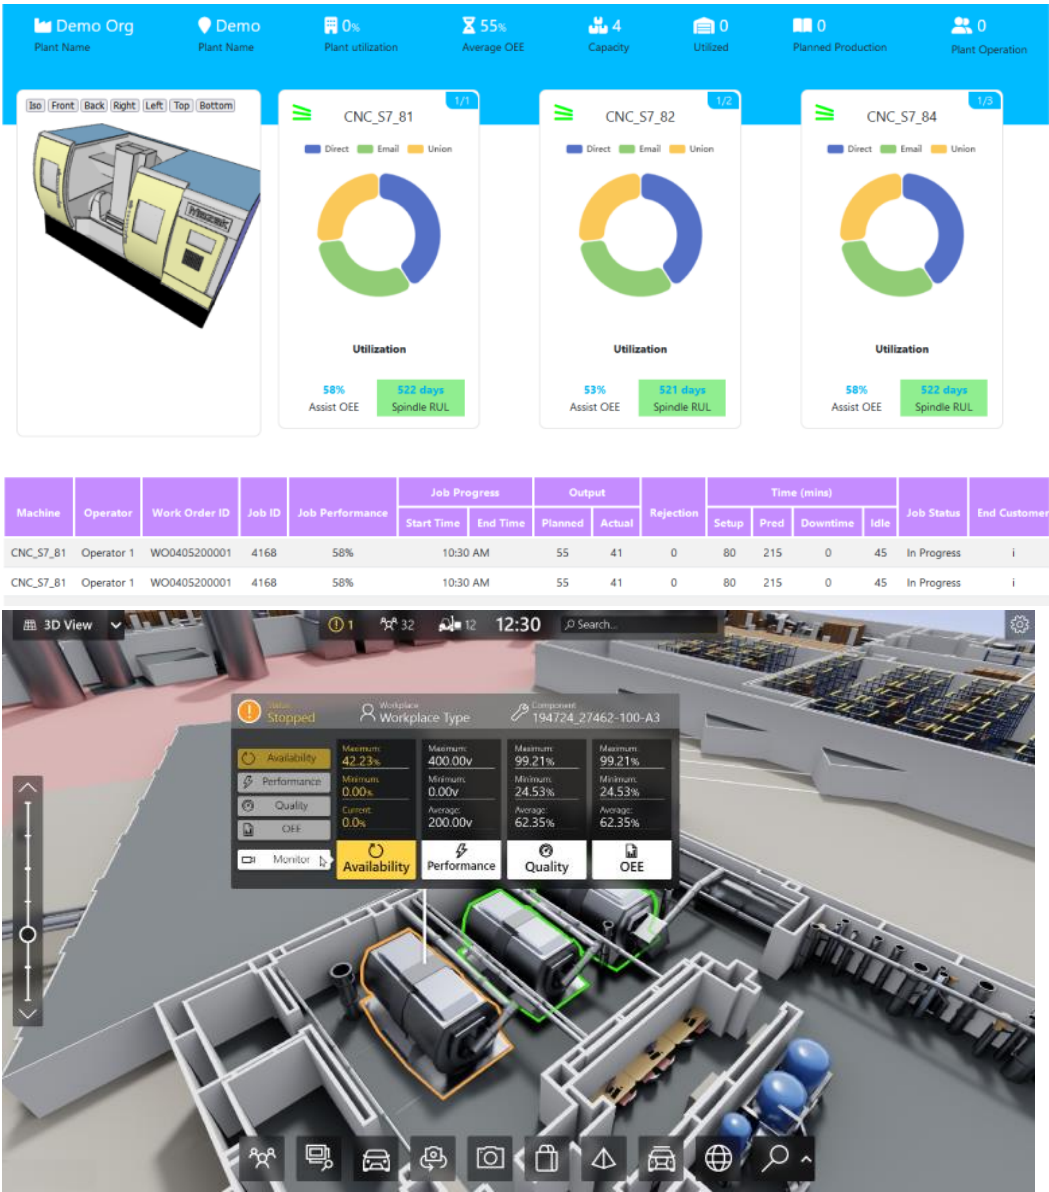 Demo Org
Plant Name
Demo
Plant Name
0%
Plant utilization
55%
Average OEE
4
Capacity
0
Utilized
0
Planned Production
0
Plant Operation
Iso Front Back Right Left Top Bottom
Mazak
1/1
CNC_S7_81
Direct Email Union
Utilization
58%
Assist OEE
522 days
Spindle RUL
1/2
CNC_S7_82
Direct Email Union
Utilization
53%
Assist OEE
521 days
Spindle RUL
1/3
CNC_S7_84
Direct Email Union
Utilization
58%
Assist OEE
522 days
Spindle RUL
Job Progress Output Time (mins)
Machine Operator Work Order ID Job ID Job Performance Rejection Job Status End Customer
Start Time End Time Planned Actual Setup Pred Downtime Idle
CNC_S7_81 Operator 1 WO0405200001 4168 58% 10:30 AM 55 41 0 80 215 0 45 In Progress i
CNC_S7_81 Operator 1 WO0405200001 4168 58% 10:30 AM 55 41 0 80 215 0 45 In Progress i
3D View 1 32 12 12:30 Search...
Status
Stopped
Workplace
Workplace Type
Component
194724_27462-100-A3
Availability
Performance
Quality
OEE
Monitor
Maximum:
42.23%
Minimum:
0.00%
Current:
0.0%
Availability
Maximum:
400.00v
Minimum:
0.00v
Average:
200.00v
Performance
Maximum:
99.21%
Minimum:
24.53%
Average:
62.35%
Quality
Maximum:
99.21%
Minimum:
24.53%
Average:
62.35%
OEE